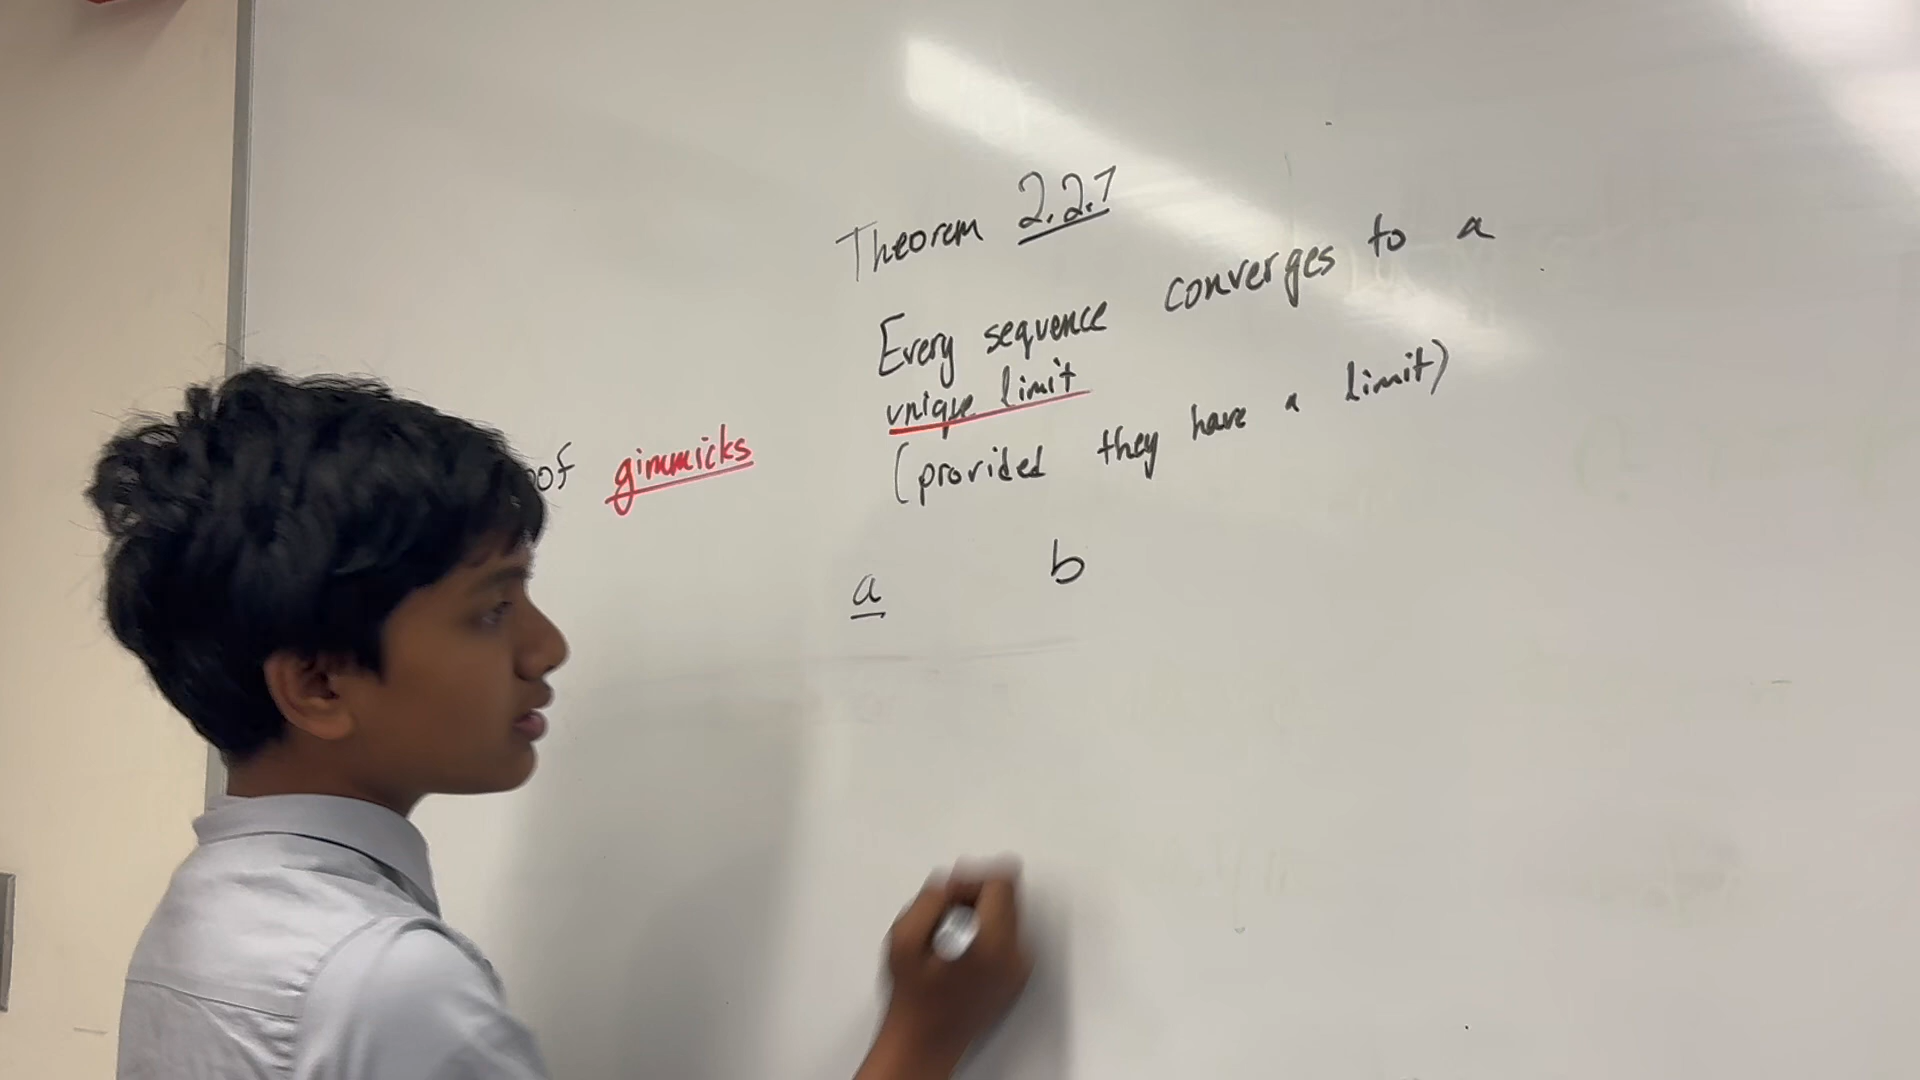 Theorem 2.2.7
Every sequence converges to a
unique limit
(provided they have a limit)
gimmicks
a b